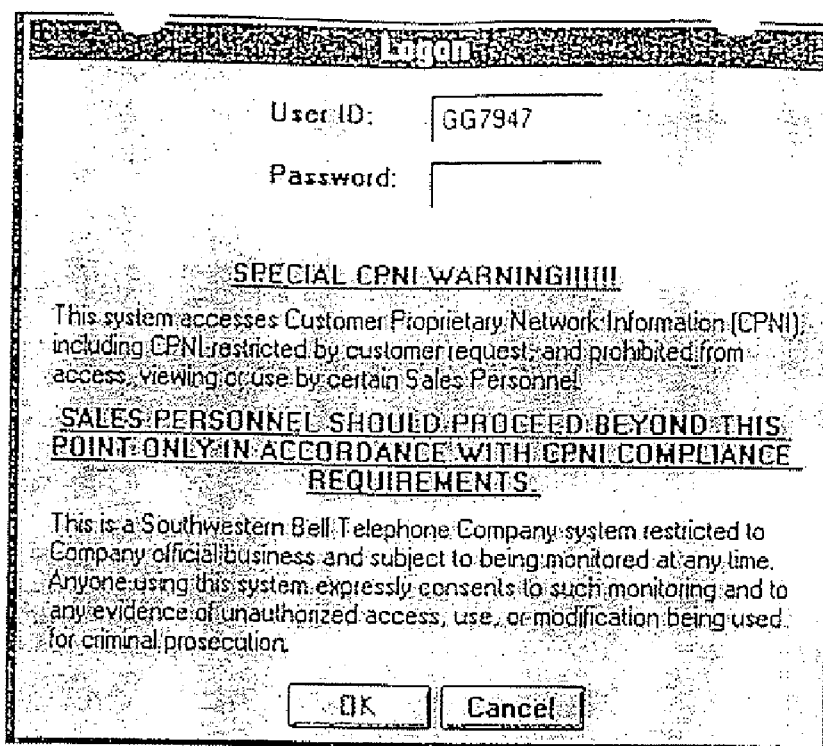 Logon
User ID: GG7947
Password:
SPECIAL CPNI WARNING!!!!!!
This system accesses Customer Proprietary Network Information (CPNI),
including CPNI restricted by customer request, and prohibited from
access, viewing or use by certain Sales Personnel.
SALES PERSONNEL SHOULD PROCEED BEYOND THIS
POINT ONLY IN ACCORDANCE WITH CPNI COMPLIANCE
REQUIREMENTS.
This is a Southwestern Bell Telephone Company system restricted to
Company official business and subject to being monitored at any time.
Anyone using this system expressly consents to such monitoring and to
any evidence of unauthorized access, use, or modification being used
for criminal prosecution.
OK Cancel